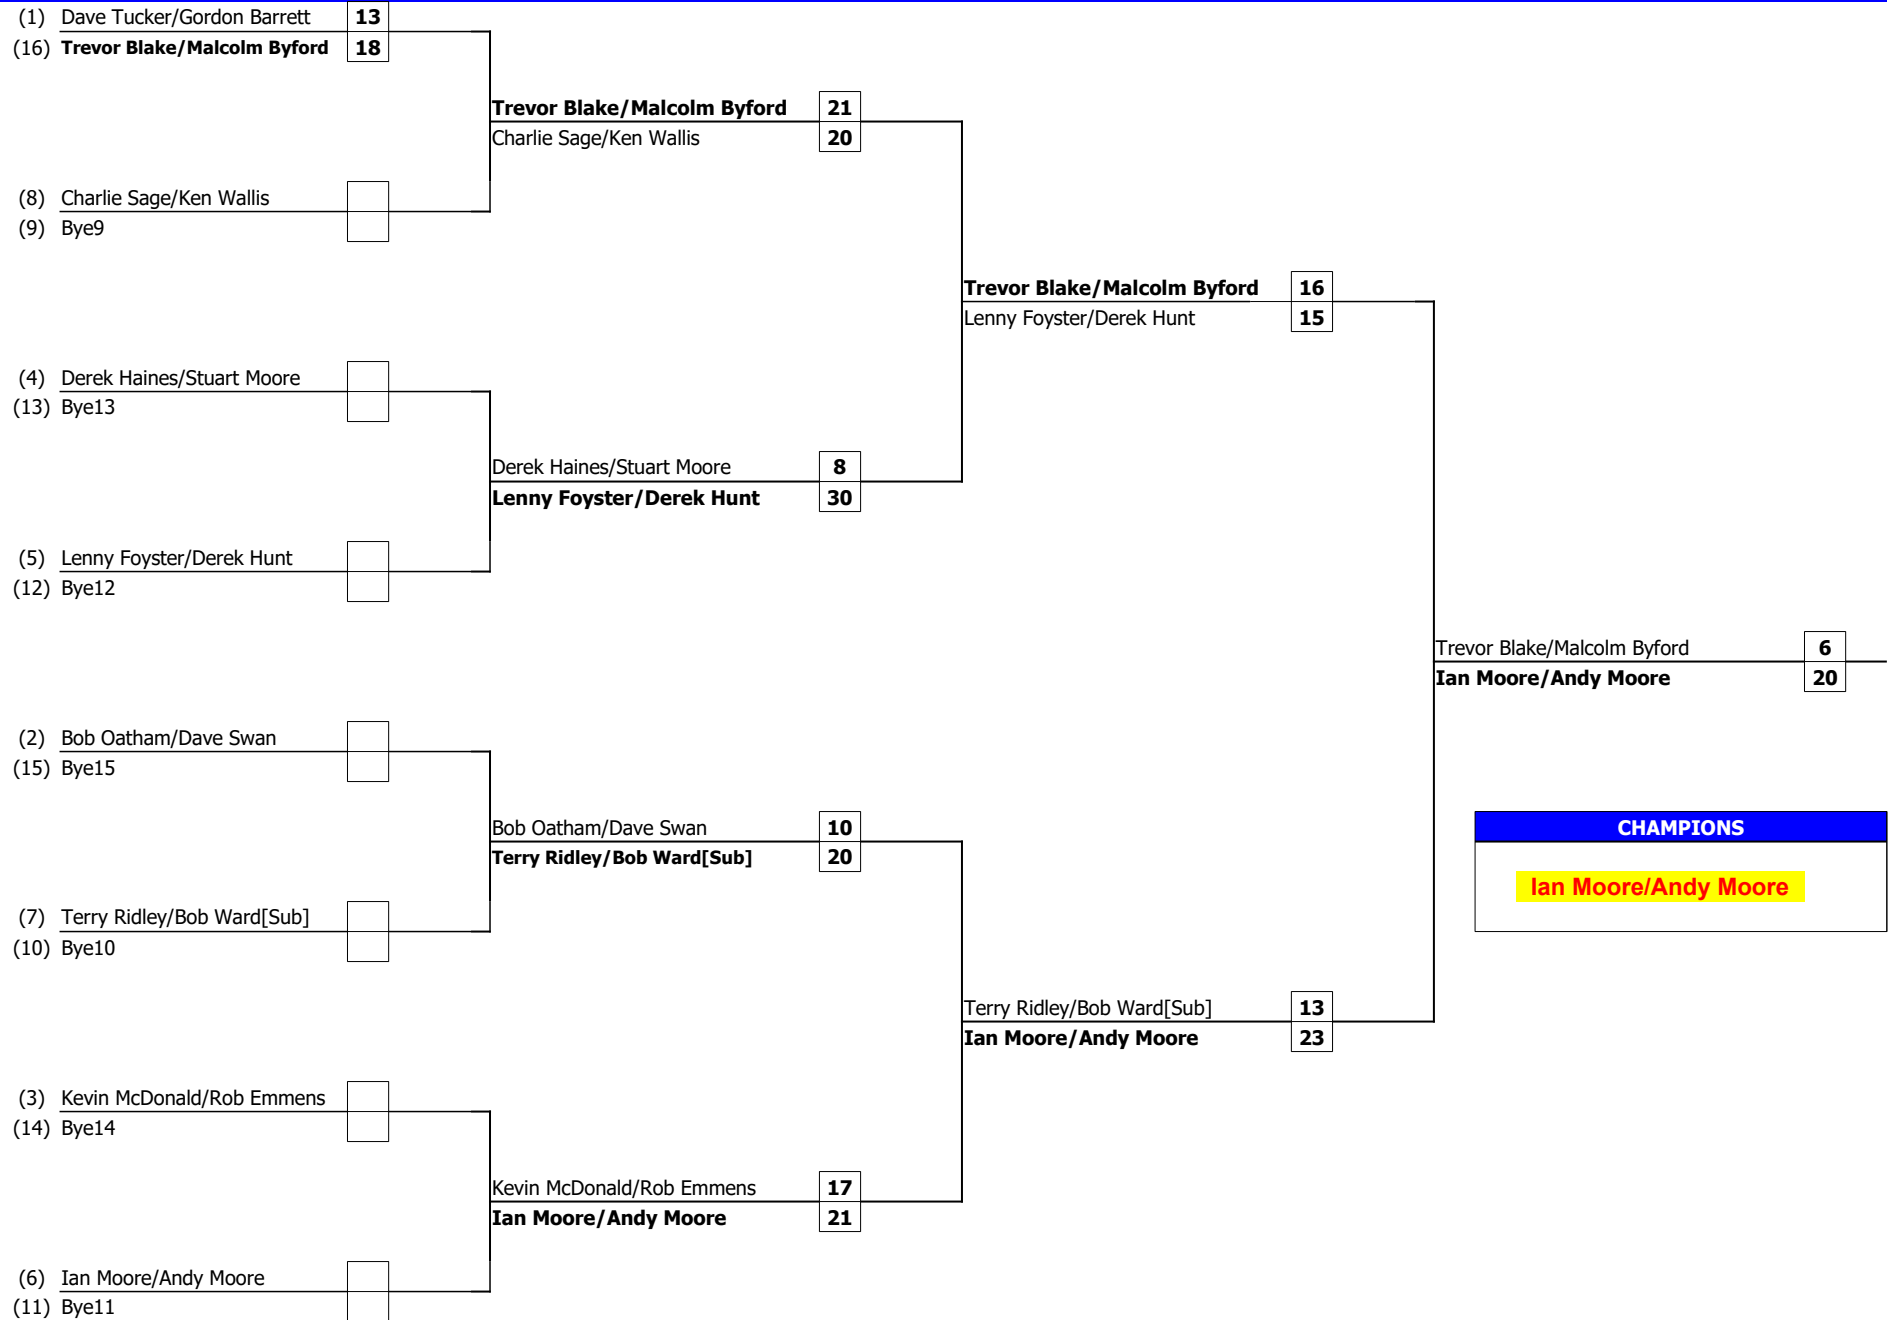 (1) Dave Tucker/Gordon Barrett 13
(16) Trevor Blake/Malcolm Byford 18
Trevor Blake/Malcolm Byford 21
Charlie Sage/Ken Wallis 20
(8) Charlie Sage/Ken Wallis
(9) Bye9
Trevor Blake/Malcolm Byford 16
Lenny Foyster/Derek Hunt 15
(4) Derek Haines/Stuart Moore
(13) Bye13
Derek Haines/Stuart Moore 8
Lenny Foyster/Derek Hunt 30
(5) Lenny Foyster/Derek Hunt
(12) Bye12
Trevor Blake/Malcolm Byford 6
Ian Moore/Andy Moore 20
(2) Bob Oatham/Dave Swan
(15) Bye15
Bob Oatham/Dave Swan 10
Terry Ridley/Bob Ward[Sub] 20
CHAMPIONS
Ian Moore/Andy Moore
(7) Terry Ridley/Bob Ward[Sub]
(10) Bye10
Terry Ridley/Bob Ward[Sub] 13
Ian Moore/Andy Moore 23
(3) Kevin McDonald/Rob Emmens
(14) Bye14
Kevin McDonald/Rob Emmens 17
Ian Moore/Andy Moore 21
(6) Ian Moore/Andy Moore
(11) Bye11